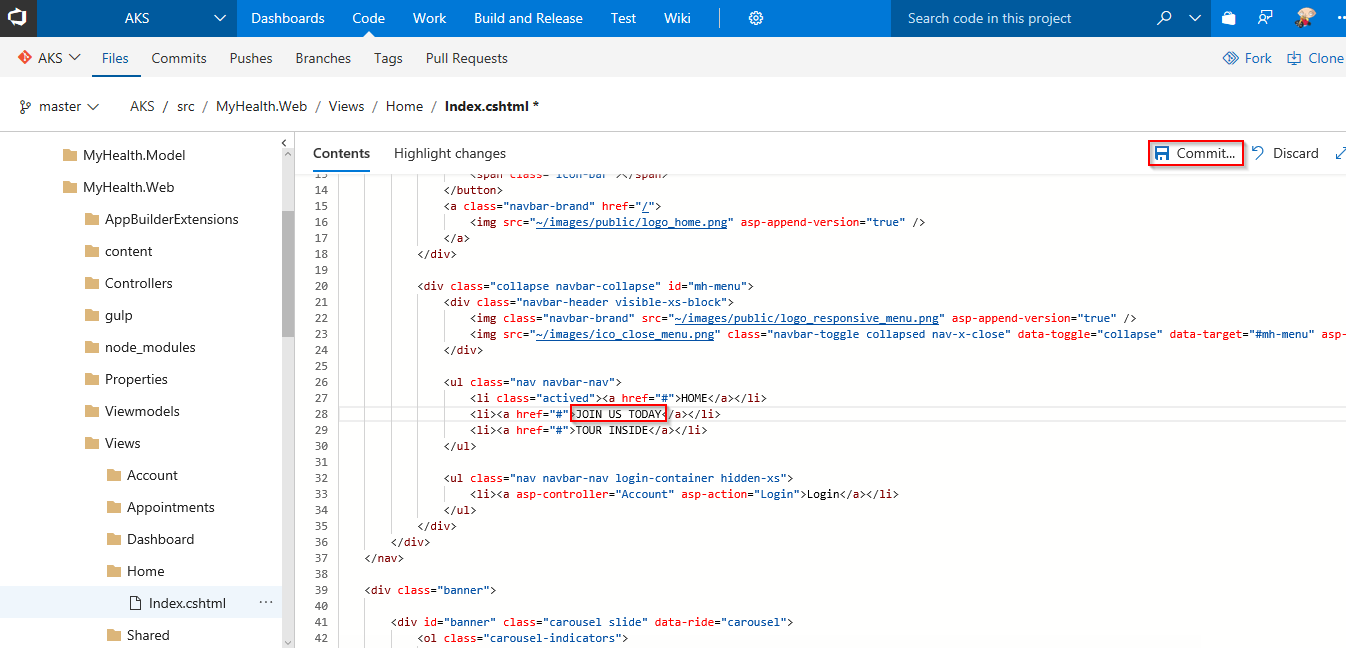 AKS Dashboards Code Work Build and Release Test Wiki Search code in this project
AKS Files Commits Pushes Branches Tags Pull Requests Fork Clone
master AKS / src / MyHealth.Web / Views / Home / Index.cshtml *
Contents Highlight changes Commit... Discard
MyHealth.Model
MyHealth.Web
AppBuilderExtensions
content
Controllers
gulp
node_modules
Properties
Viewmodels
Views
Account
Appointments
Dashboard
Home
Index.cshtml ...
Shared
13 <span class="icon-bar"></span>
14 </button>
15 <a class="navbar-brand" href="/">
16 <img src="~/images/public/logo_home.png" asp-append-version="true" />
17 </a>
18 </div>
19
20 <div class="collapse navbar-collapse" id="mh-menu">
21 <div class="navbar-header visible-xs-block">
22 <img class="navbar-brand" src="~/images/public/logo_responsive_menu.png" asp-append-version="true" />
23 <img src="~/images/ico_close_menu.png" class="navbar-toggle collapsed nav-x-close" data-toggle="collapse" data-target="#mh-menu" asp-
24 </div>
25
26 <ul class="nav navbar-nav">
27 <li class="actived"><a href="#">HOME</a></li>
28 <li><a href="#">JOIN US TODAY</a></li>
29 <li><a href="#">TOUR INSIDE</a></li>
30 </ul>
31
32 <ul class="nav navbar-nav login-container hidden-xs">
33 <li><a asp-controller="Account" asp-action="Login">Login</a></li>
34 </ul>
35 </div>
36 </div>
37 </nav>
38
39 <div class="banner">
40
41 <div id="banner" class="carousel slide" data-ride="carousel">
42 <ol class="carousel-indicators">